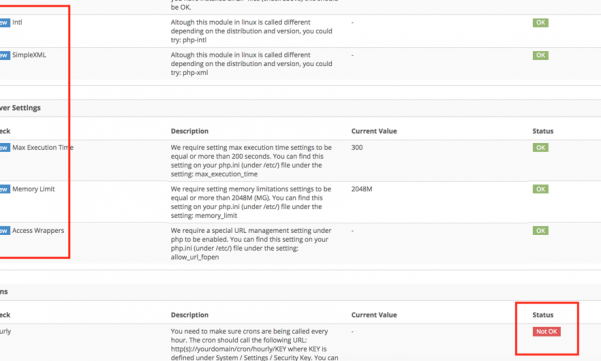 be OK.
Intl Altough this module in linux is called different - OK
depending on the distribution and version, you could
try: php-intl
SimpleXML Altough this module in linux is called different - OK
depending on the distribution and version, you could
try: php-xml
ver Settings
eck Description Current Value Status
ew Max Execution Time We require setting max execution time settings to be 300 OK
equal or more than 200 seconds. You can find this
setting on your php.ini (under /etc/) file under the
setting: max_execution_time
ew Memory Limit We require setting memory limitations settings to be 2048M OK
equal or more than 2048M (MG). You can find this
setting on your php.ini (under /etc/) file under the
setting: memory_limit
ew Access Wrappers We require a special URL management setting under - OK
php to be enabled. You can find this setting on your
php.ini (under /etc/) file under the setting:
allow_url_fopen
ns
eck Description Current Value Status
urly You need to make sure crons are being called every - Not OK
hour. The cron should call the following URL:
http(s)://yourdomain/cron/hourly/KEY where KEY is
defined under System / Settings / Security Key. You can